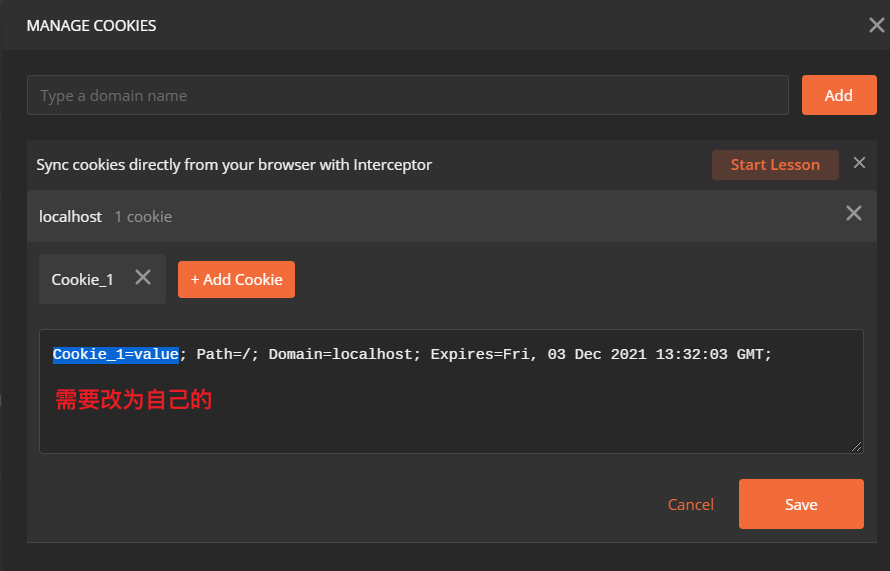 MANAGE COOKIES
Type a domain name
Add
Sync cookies directly from your browser with Interceptor
Start Lesson
localhost 1 cookie
Cookie_1
+ Add Cookie
Cookie_1=value; Path=/; Domain=localhost; Expires=Fri, 03 Dec 2021 13:32:03 GMT;
需要改为自己的
Cancel
Save